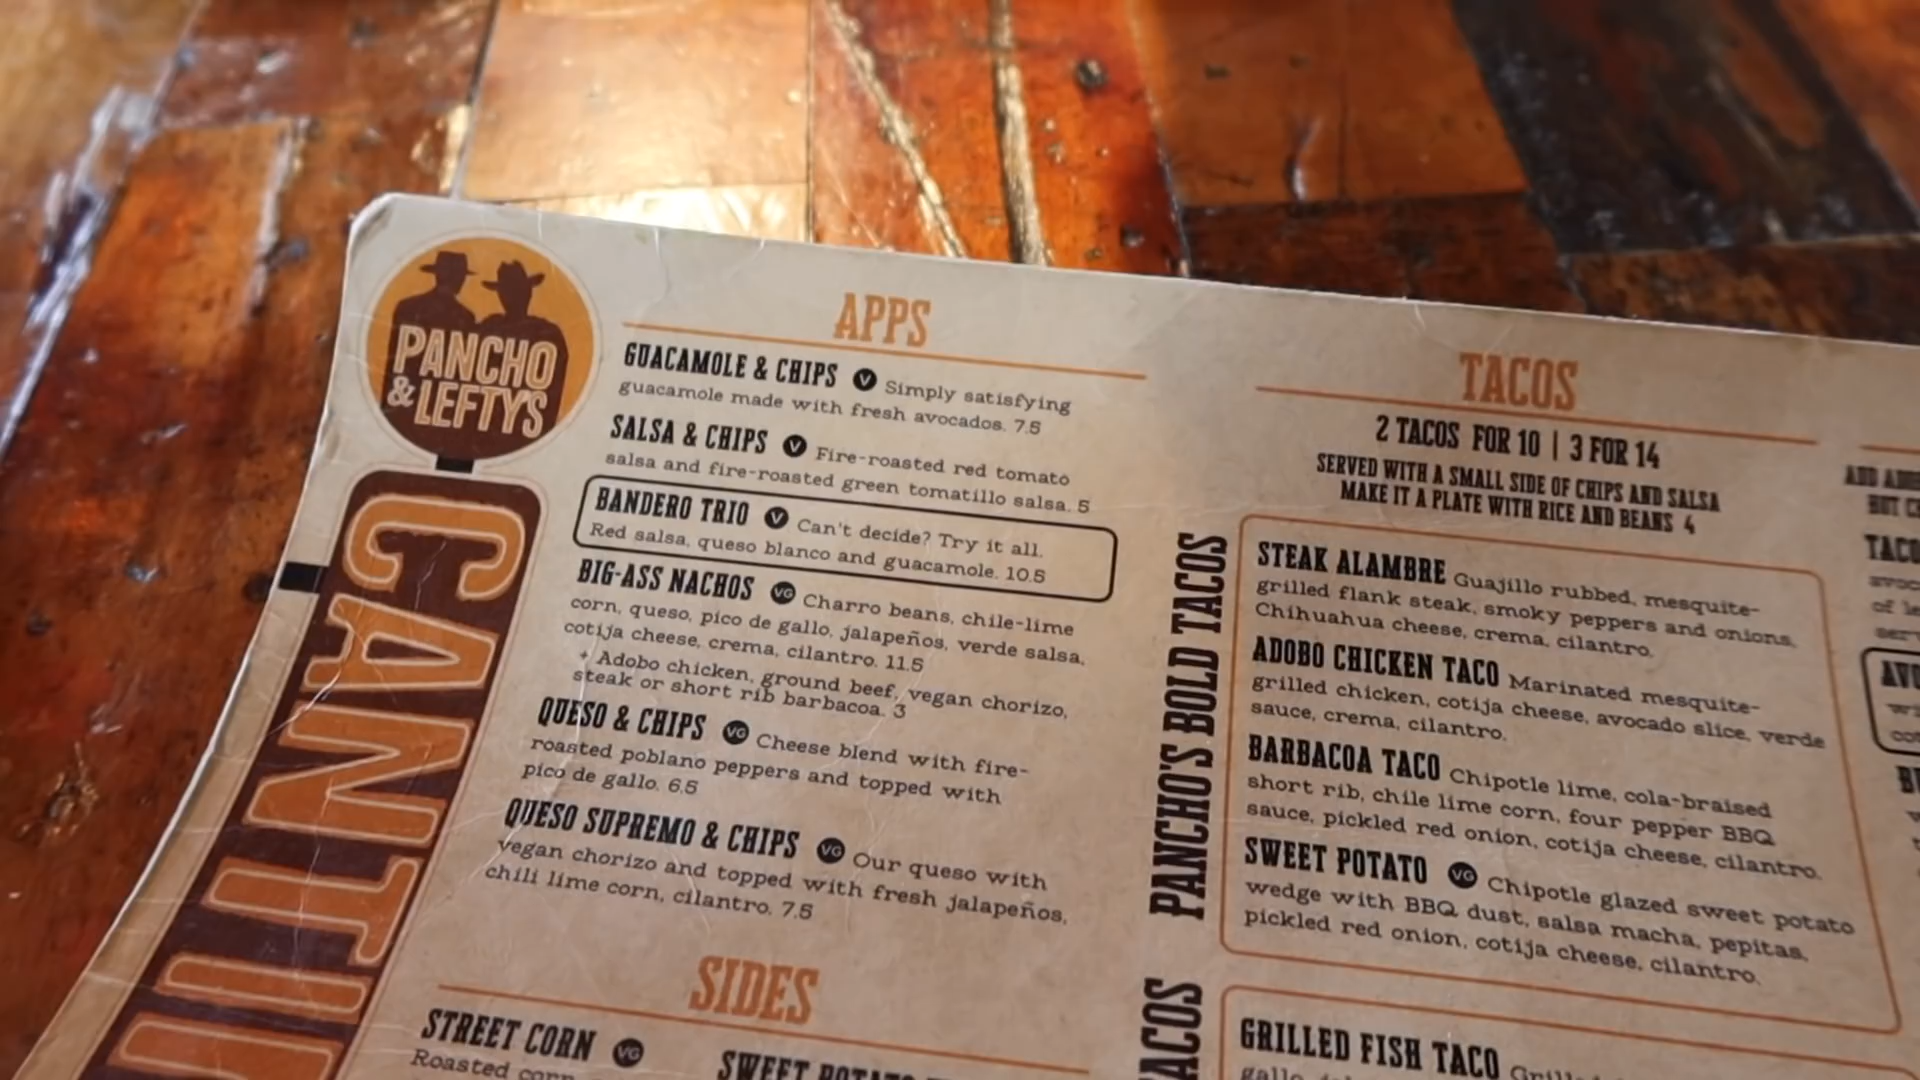 PANCHO
& LEFTY'S
APPS
GUACAMOLE & CHIPS V Simply satisfying
guacamole made with fresh avocados. 7.5
SALSA & CHIPS V Fire-roasted red tomato
salsa and fire-roasted green tomatillo salsa. 5
BANDERO TRIO V Can't decide? Try it all.
Red salsa, queso blanco and guacamole. 10.5
BIG-ASS NACHOS VG Charro beans, chile-lime
corn, queso, pico de gallo, jalapeños, verde salsa,
cotija cheese, crema, cilantro. 11.5
+ Adobo chicken, ground beef, vegan chorizo,
steak or short rib barbacoa. 3
QUESO & CHIPS VG Cheese blend with fire-
roasted poblano peppers and topped with
pico de gallo. 6.5
QUESO SUPREMO & CHIPS VG Our queso with
vegan chorizo and topped with fresh jalapeños,
chili lime corn, cilantro. 7.5
SIDES
STREET CORN VG
Roasted corn
SWEET POTATO
TACOS
2 TACOS FOR 10 | 3 FOR 14
SERVED WITH A SMALL SIDE OF CHIPS AND SALSA
MAKE IT A PLATE WITH RICE AND BEANS 4
PANCHO'S BOLD TACOS
STEAK ALAMBRE Guajillo rubbed, mesquite-
grilled flank steak, smoky peppers and onions,
Chihuahua cheese, crema, cilantro.
ADOBO CHICKEN TACO Marinated mesquite-
grilled chicken, cotija cheese, avocado slice, verde
sauce, crema, cilantro.
BARBACOA TACO Chipotle lime, cola-braised
short rib, chile lime corn, four pepper BBQ
sauce, pickled red onion, cotija cheese, cilantro.
SWEET POTATO VG Chipotle glazed sweet potato
wedge with BBQ dust, salsa macha, pepitas,
pickled red onion, cotija cheese, cilantro.
TACOS
GRILLED FISH TACO